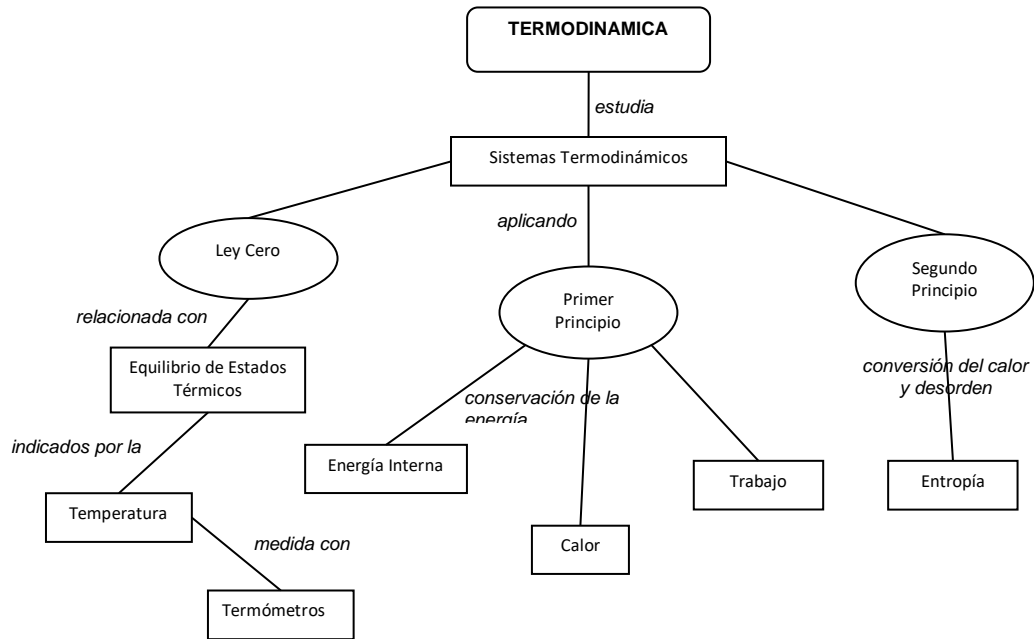 TERMODINAMICA
estudia
Sistemas Termodinámicos
aplicando
Ley Cero
Segundo
Principio
Primer
Principio
relacionada con
Equilibrio de Estados
Térmicos
conversión del calor
y desorden
conservación de la
energía
indicados por la
Energía Interna
Trabajo
Entropía
Temperatura
medida con
Calor
Termómetros